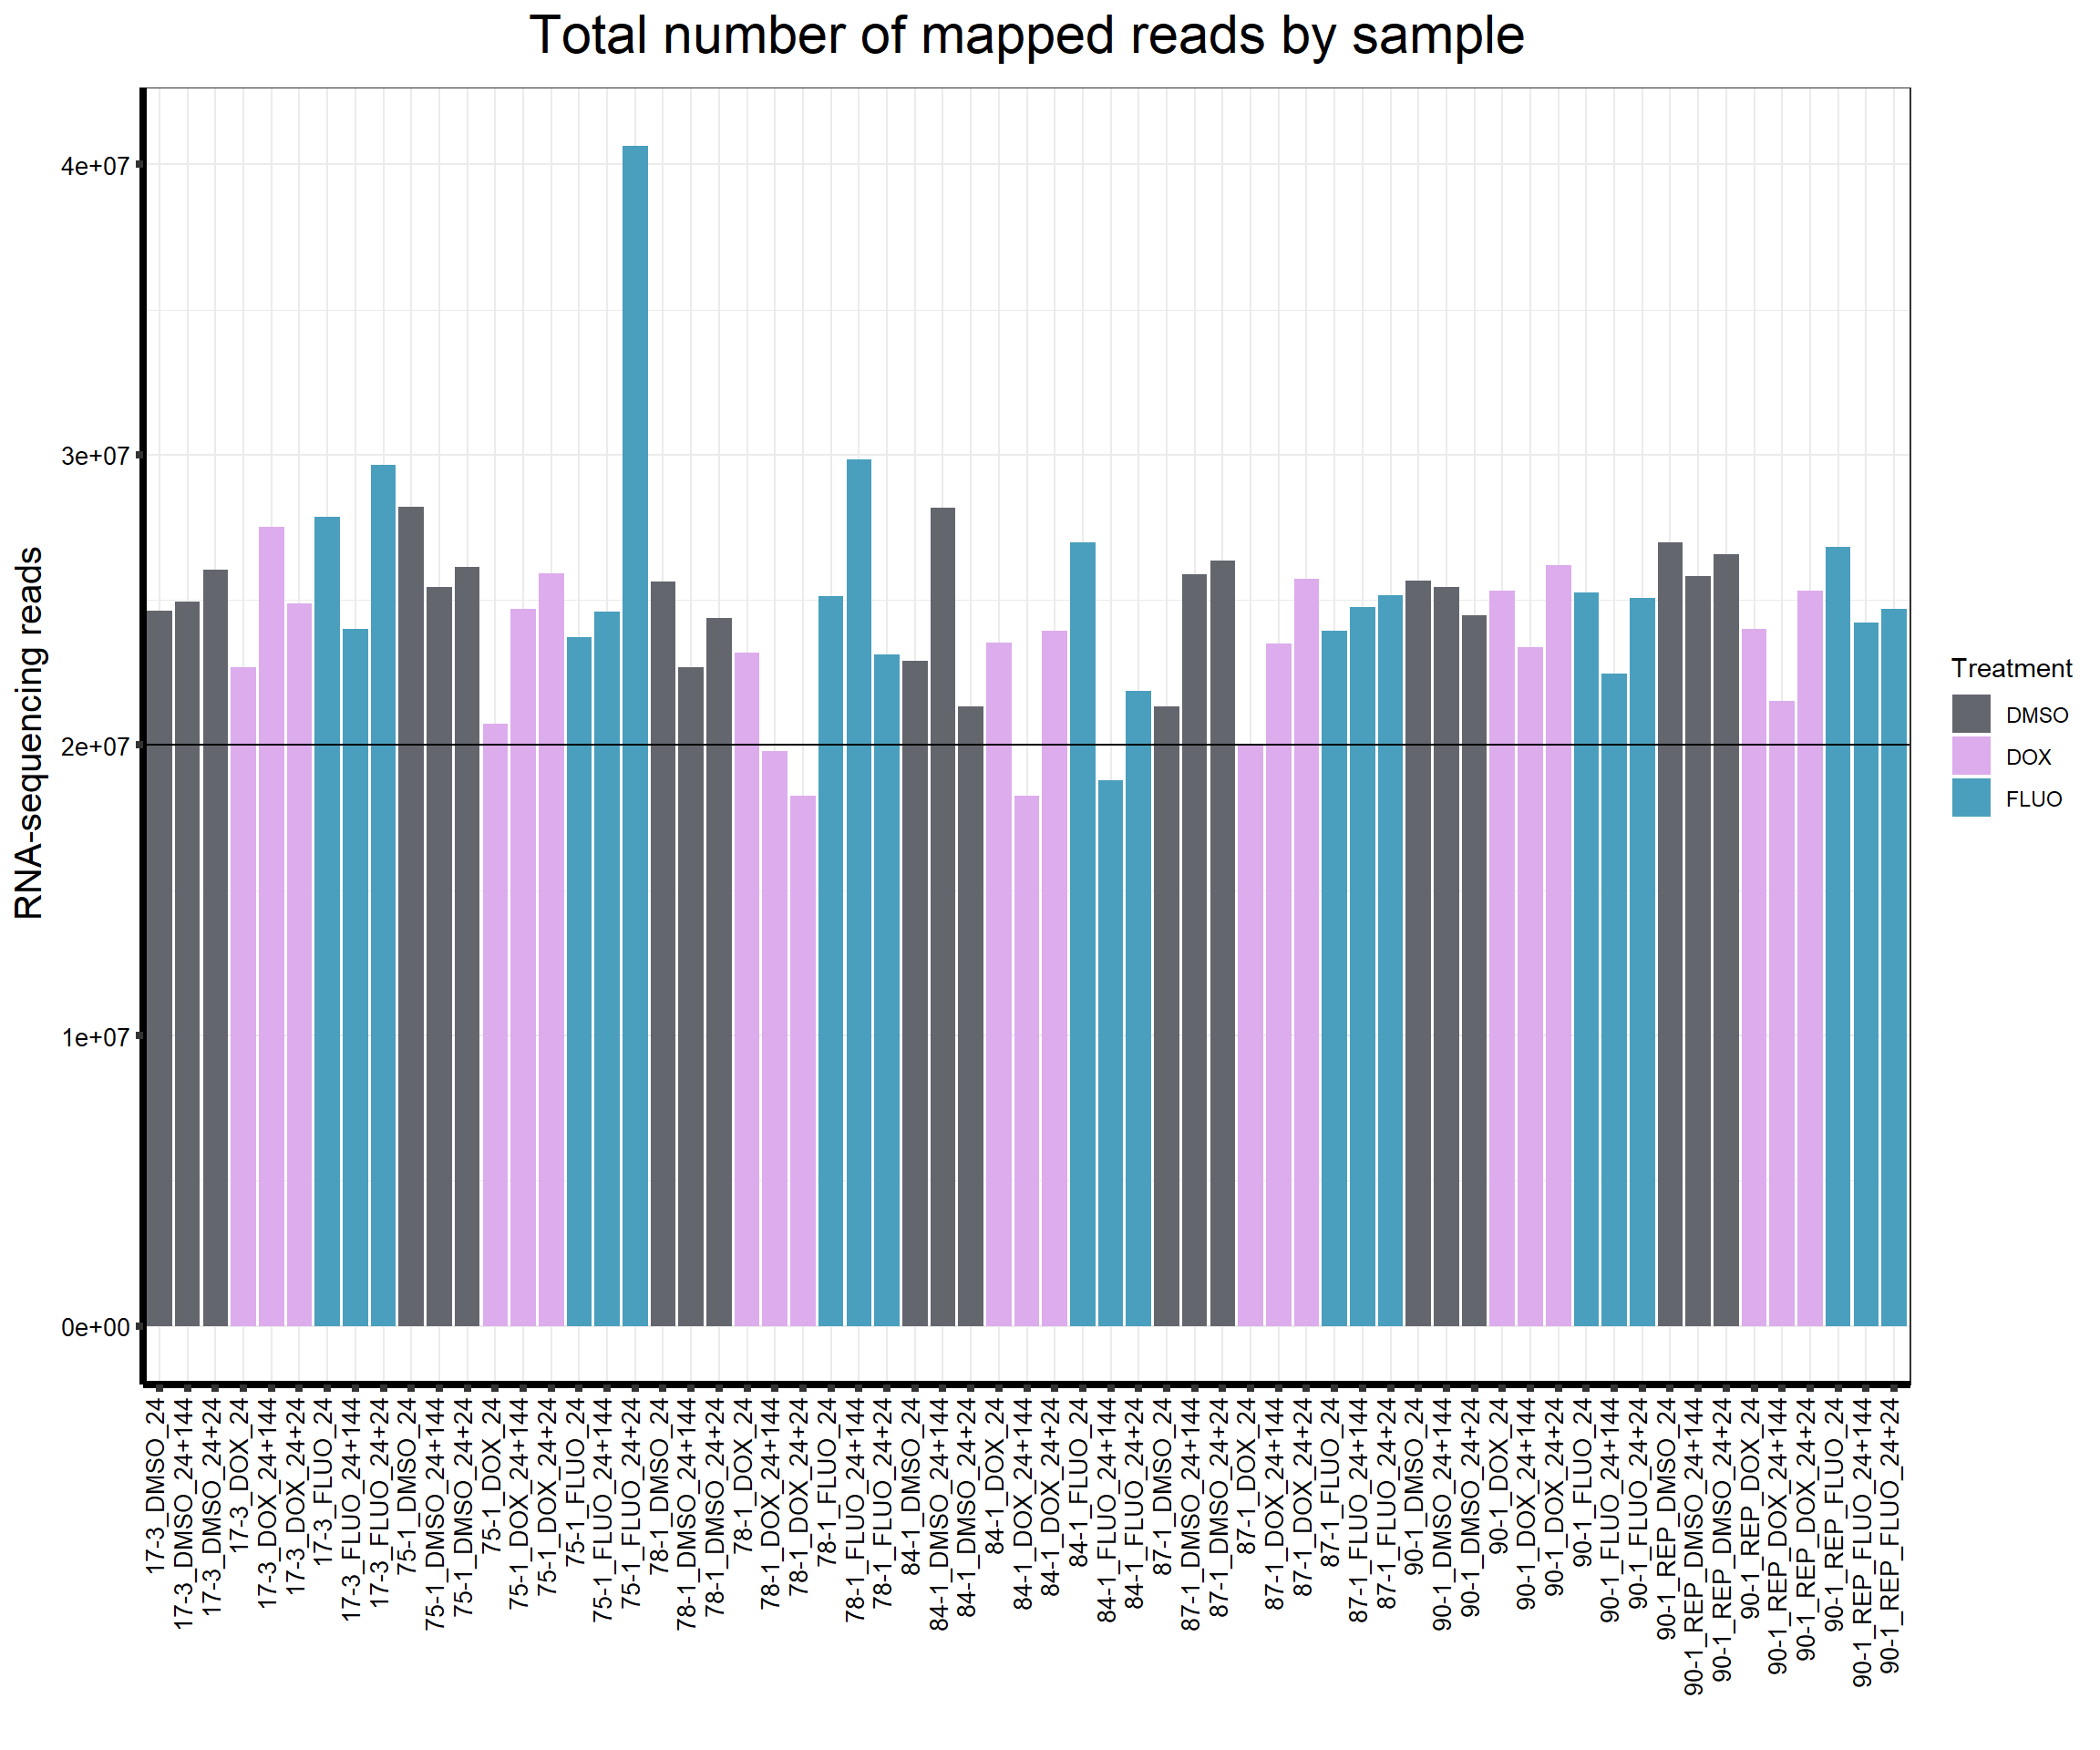 Total number of mapped reads by sample
RNA-sequencing reads
4e+07
3e+07
2e+07
1e+07
0e+00
17-3_DMSO_24
17-3_DMSO_24+144
17-3_DMSO_24+24
17-3_DOX_24
17-3_DOX_24+144
17-3_DOX_24+24
17-3_FLUO_24
17-3_FLUO_24+144
17-3_FLUO_24+24
75-1_DMSO_24
75-1_DMSO_24+144
75-1_DMSO_24+24
75-1_DOX_24
75-1_DOX_24+144
75-1_DOX_24+24
75-1_FLUO_24
75-1_FLUO_24+144
75-1_FLUO_24+24
78-1_DMSO_24
78-1_DMSO_24+144
78-1_DMSO_24+24
78-1_DOX_24
78-1_DOX_24+144
78-1_DOX_24+24
78-1_FLUO_24
78-1_FLUO_24+144
78-1_FLUO_24+24
84-1_DMSO_24
84-1_DMSO_24+144
84-1_DMSO_24+24
84-1_DOX_24
84-1_DOX_24+144
84-1_DOX_24+24
84-1_FLUO_24
84-1_FLUO_24+144
84-1_FLUO_24+24
87-1_DMSO_24
87-1_DMSO_24+144
87-1_DMSO_24+24
87-1_DOX_24
87-1_DOX_24+144
87-1_DOX_24+24
87-1_FLUO_24
87-1_FLUO_24+144
87-1_FLUO_24+24
90-1_DMSO_24
90-1_DMSO_24+144
90-1_DMSO_24+24
90-1_DOX_24
90-1_DOX_24+144
90-1_DOX_24+24
90-1_FLUO_24
90-1_FLUO_24+144
90-1_FLUO_24+24
90-1_REP_DMSO_24
90-1_REP_DMSO_24+144
90-1_REP_DMSO_24+24
90-1_REP_DOX_24
90-1_REP_DOX_24+144
90-1_REP_DOX_24+24
90-1_REP_FLUO_24
90-1_REP_FLUO_24+144
90-1_REP_FLUO_24+24
Treatment
DMSO
DOX
FLUO